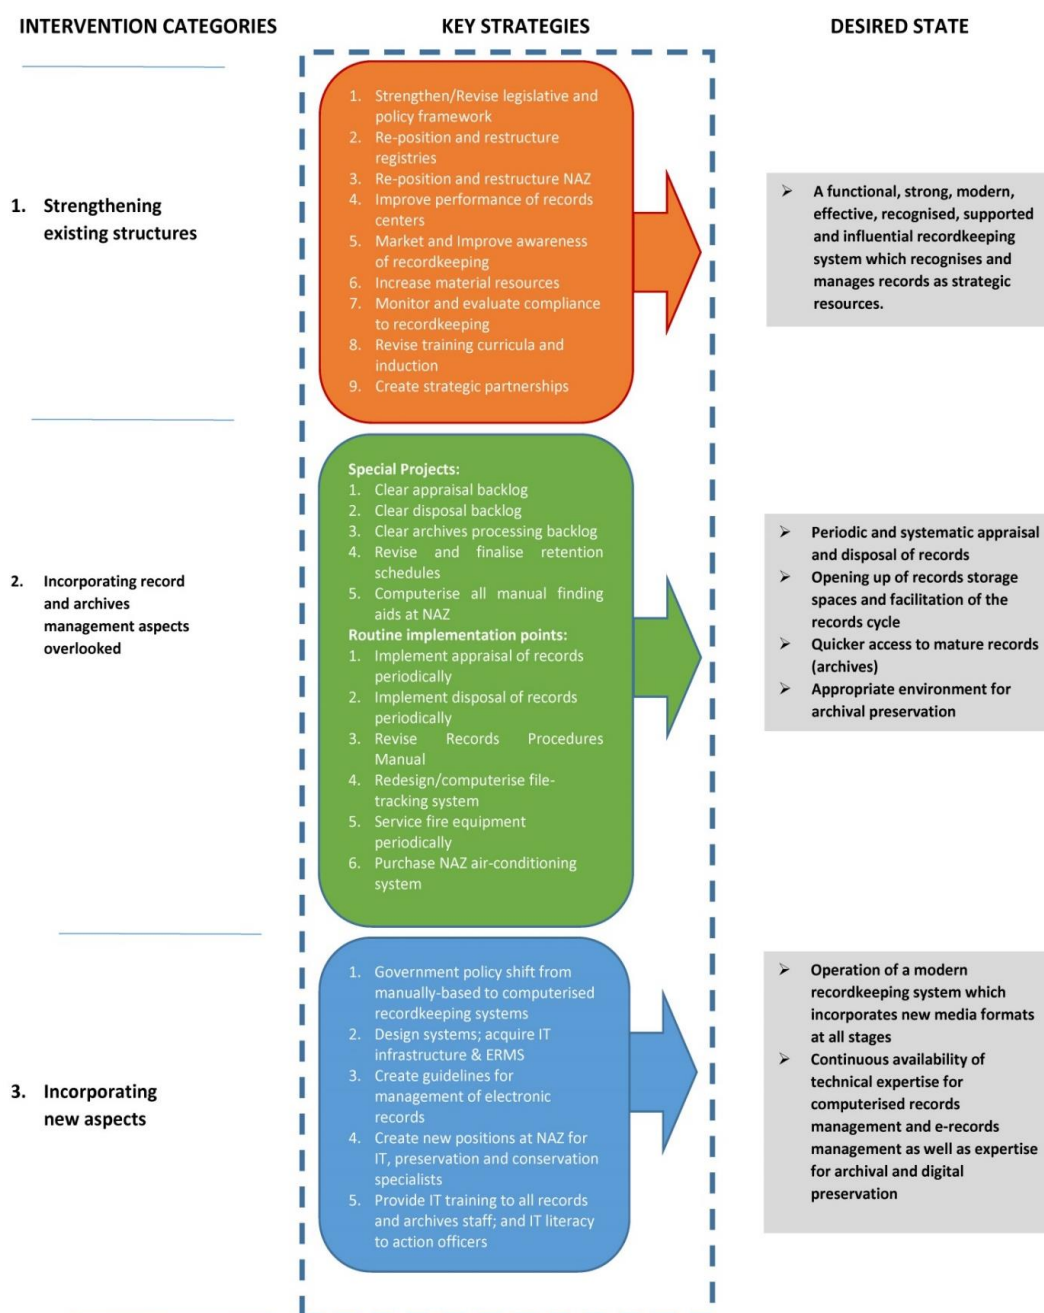 INTERVENTION CATEGORIES
KEY STRATEGIES
DESIRED STATE
1. Strengthening
existing structures
1. Strengthen/Revise legislative and
policy framework
2. Re-position and restructure
registries
3. Re-position and restructure NAZ
4. Improve performance of records
centers
5. Market and Improve awareness
of recordkeeping
6. Increase material resources
7. Monitor and evaluate compliance
to recordkeeping
8. Revise training curricula and
induction
9. Create strategic partnerships
➢ A functional, strong, modern,
effective, recognised, supported
and influential recordkeeping
system which recognises and
manages records as strategic
resources.
2. Incorporating record
and archives
management aspects
overlooked
Special Projects:
1. Clear appraisal backlog
2. Clear disposal backlog
3. Clear archives processing backlog
4. Revise and finalise retention
schedules
5. Computerise all manual finding
aids at NAZ
Routine implementation points:
1. Implement appraisal of records
periodically
2. Implement disposal of records
periodically
3. Revise Records Procedures
Manual
4. Redesign/computerise file-
tracking system
5. Service fire equipment
periodically
6. Purchase NAZ air-conditioning
system
➢ Periodic and systematic appraisal
and disposal of records
➢ Opening up of records storage
spaces and facilitation of the
records cycle
➢ Quicker access to mature records
(archives)
➢ Appropriate environment for
archival preservation
3. Incorporating
new aspects
1. Government policy shift from
manually-based to computerised
recordkeeping systems
2. Design systems; acquire IT
infrastructure & ERMS
3. Create guidelines for
management of electronic
records
4. Create new positions at NAZ for
IT, preservation and conservation
specialists
5. Provide IT training to all records
and archives staff; and IT literacy
to action officers
➢ Operation of a modern
recordkeeping system which
incorporates new media formats
at all stages
➢ Continuous availability of
technical expertise for
computerised records
management and e-records
management as well as expertise
for archival and digital
preservation